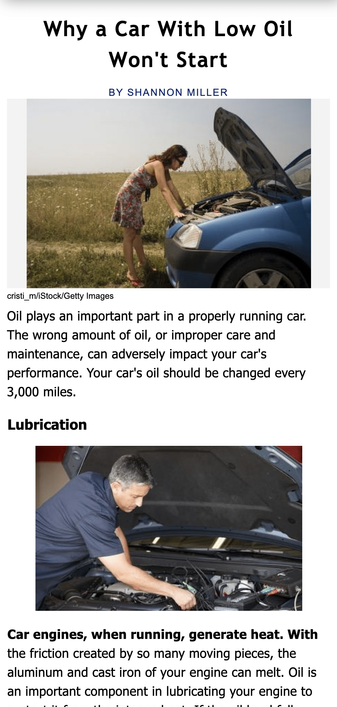 Why a Car With Low Oil
Won't Start
BY SHANNON MILLER
cristi_m/iStock/Getty Images
Oil plays an important part in a properly running car.
The wrong amount of oil, or improper care and
maintenance, can adversely impact your car's
performance. Your car's oil should be changed every
3,000 miles.
Lubrication
Car engines, when running, generate heat. With
the friction created by so many moving pieces, the
aluminum and cast iron of your engine can melt. Oil is
an important component in lubricating your engine to